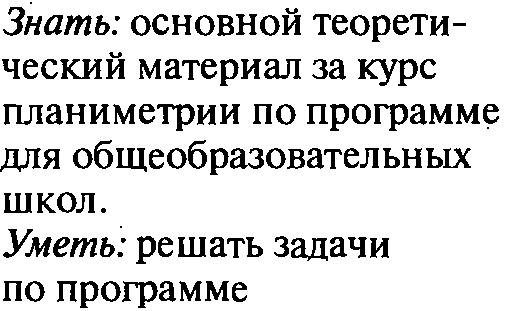 Знать: основной теорети-
ческий материал за курс
планиметрии по программе
для общеобразовательных
школ.
Уметь: решать задачи
по программе